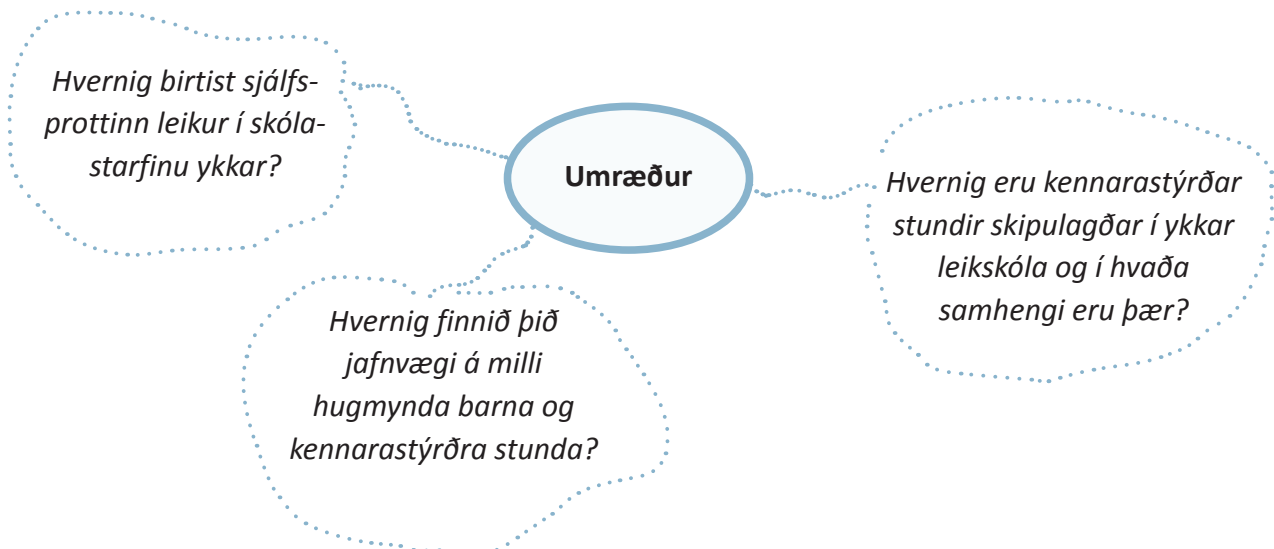 Hvernig birtist sjálfs-
prottinn leikur í skóla-
starfinu ykkar?
Umræður
Hvernig eru kennarastýrðar
stundir skipulagðar í ykkar
leikskóla og í hvaða
samhengi eru þær?
Hvernig finnið þið
jafnvægi á milli
hugmynda barna og
kennarastýrðra stunda?